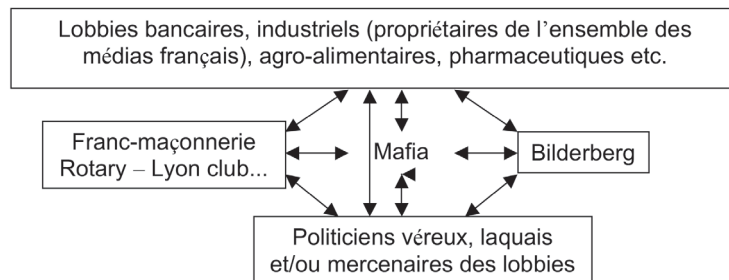 Lobbies bancaires, industriels (propriétaires de l’ensemble des
médias français), agro-alimentaires, pharmaceutiques etc.
Franc-maçonnerie
Rotary – Lyon club...
Mafia
Bilderberg
Politiciens véreux, laquais
et/ou mercenaires des lobbies